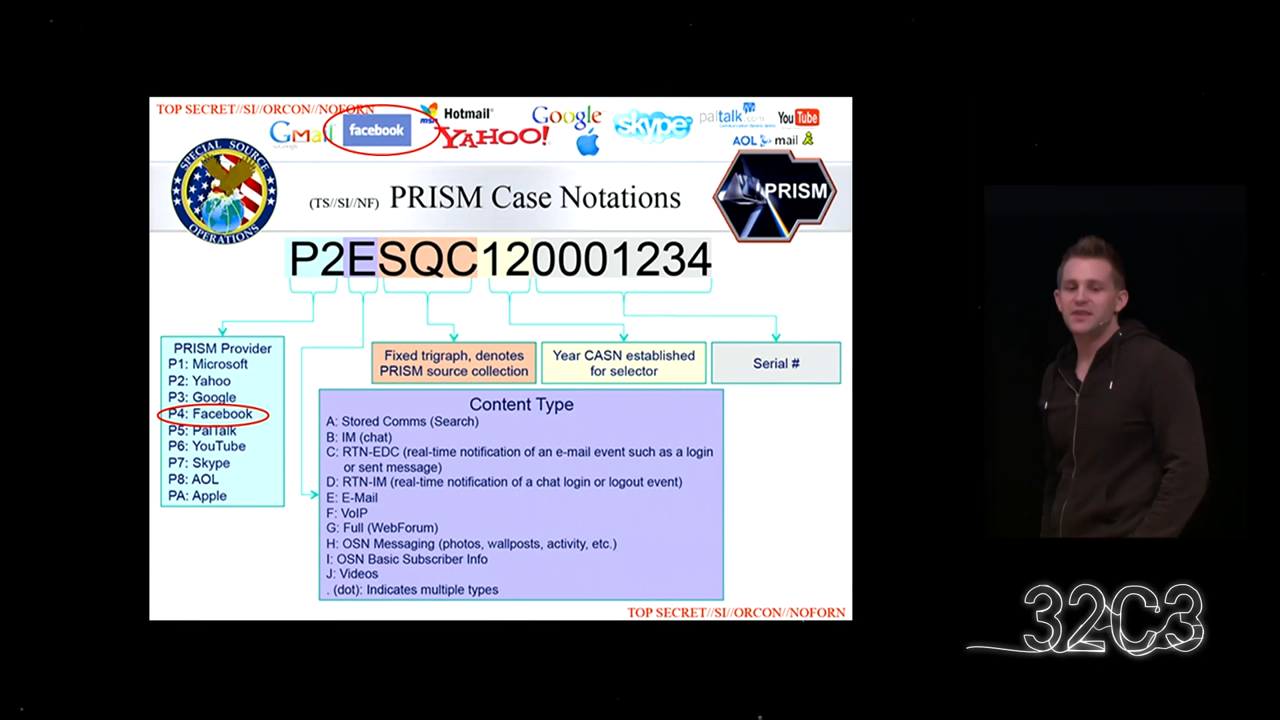 TOP SECRET//SI//ORCON//NOFORN
Gmail
facebook
msn
Hotmail
YAHOO!
Google
skype
paltalk.com
YouTube
AOL mail
SPECIAL SOURCE OPERATIONS
(TS//SI//NF) PRISM Case Notations
PRISM
P2ESQC120001234
PRISM Provider
P1: Microsoft
P2: Yahoo
P3: Google
P4: Facebook
P5: PalTalk
P6: YouTube
P7: Skype
P8: AOL
PA: Apple
Fixed trigraph, denotes
PRISM source collection
Year CASN established
for selector
Serial #
Content Type
A: Stored Comms (Search)
B: IM (chat)
C: RTN-EDC (real-time notification of an e-mail event such as a login
or sent message)
D: RTN-IM (real-time notification of a chat login or logout event)
E: E-Mail
F: VoIP
G: Full (WebForum)
H: OSN Messaging (photos, wallposts, activity, etc.)
I: OSN Basic Subscriber Info
J: Videos
. (dot): Indicates multiple types
TOP SECRET//SI//ORCON//NOFORN
32C3